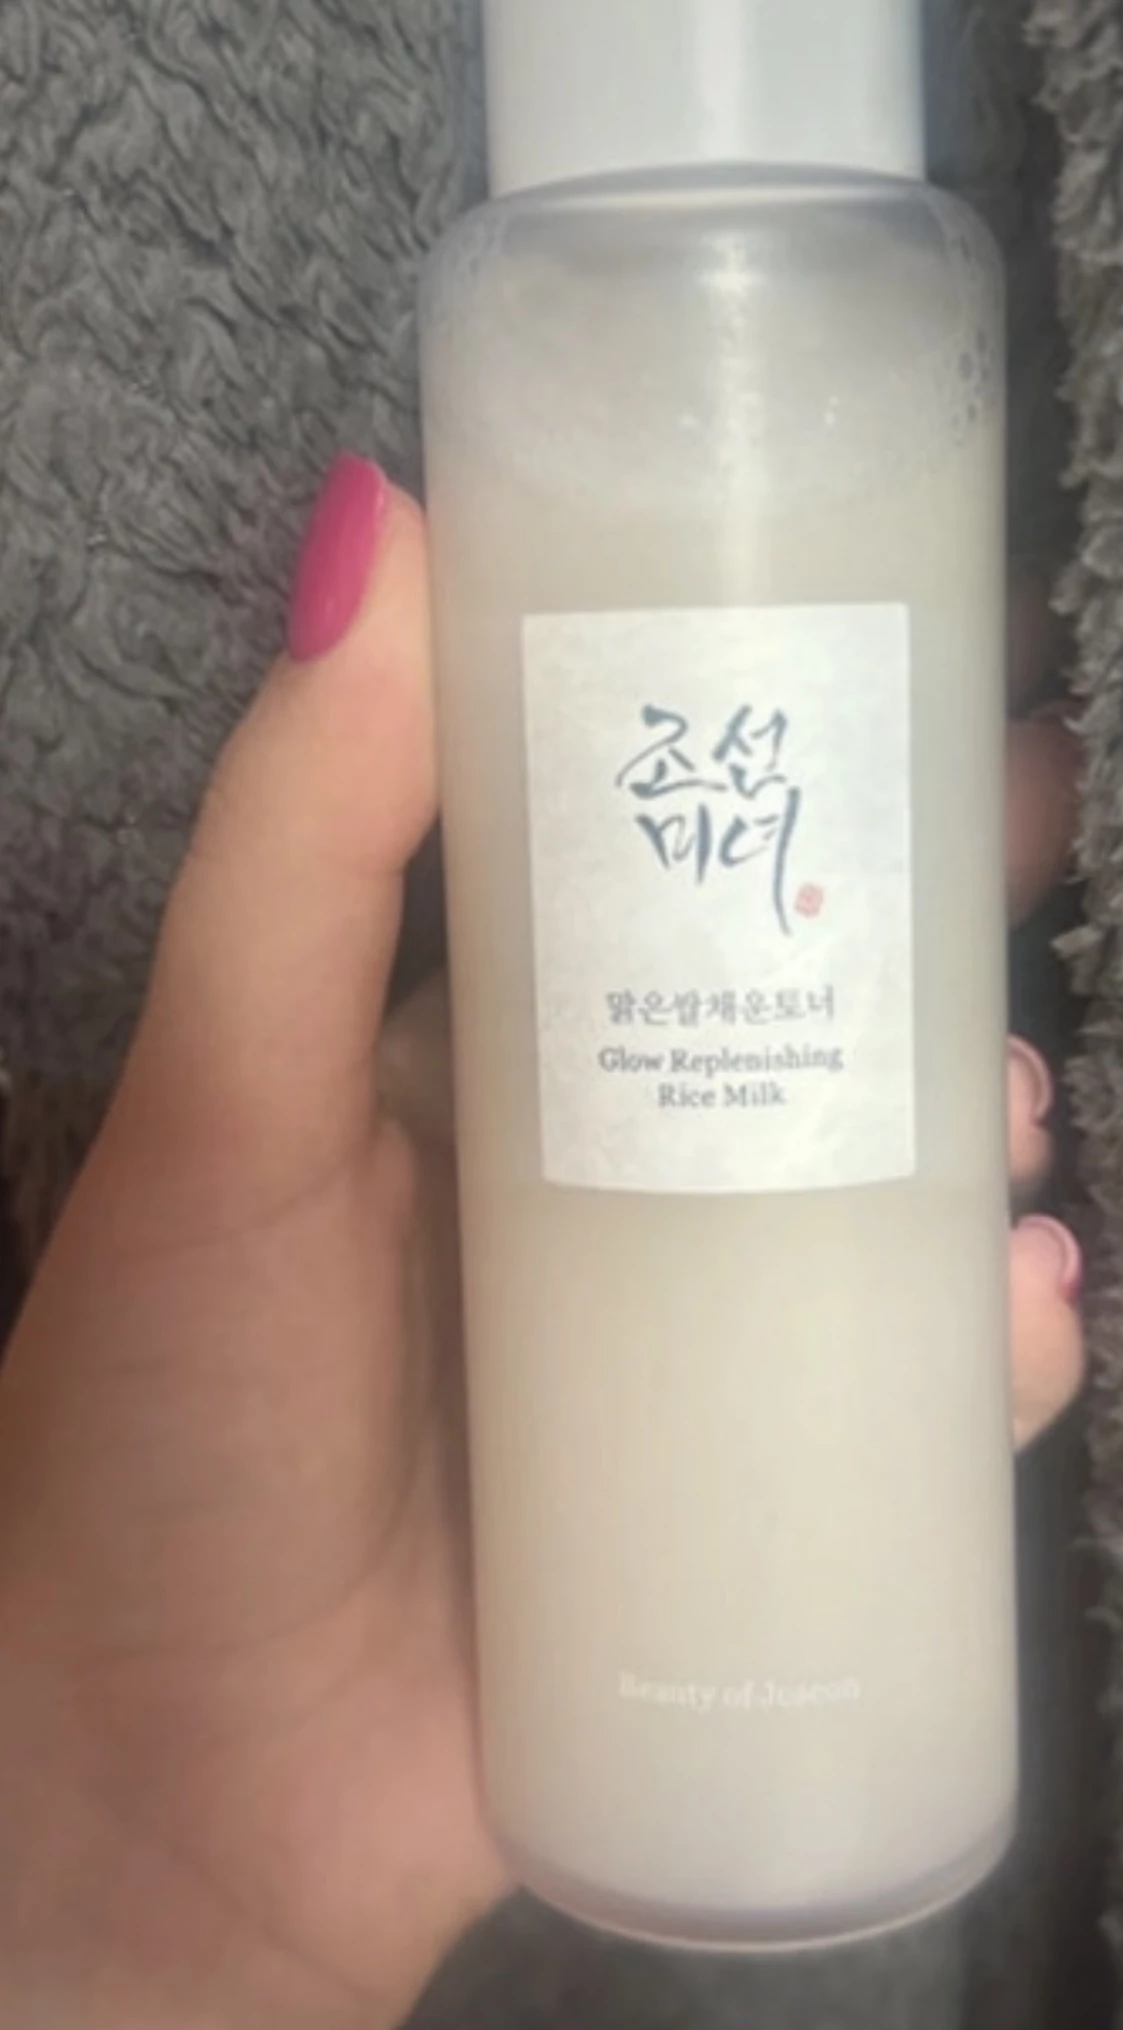 조선
미녀
맑은쌀채운토너
Glow Replenishing
Rice Milk
Beauty of Joseon